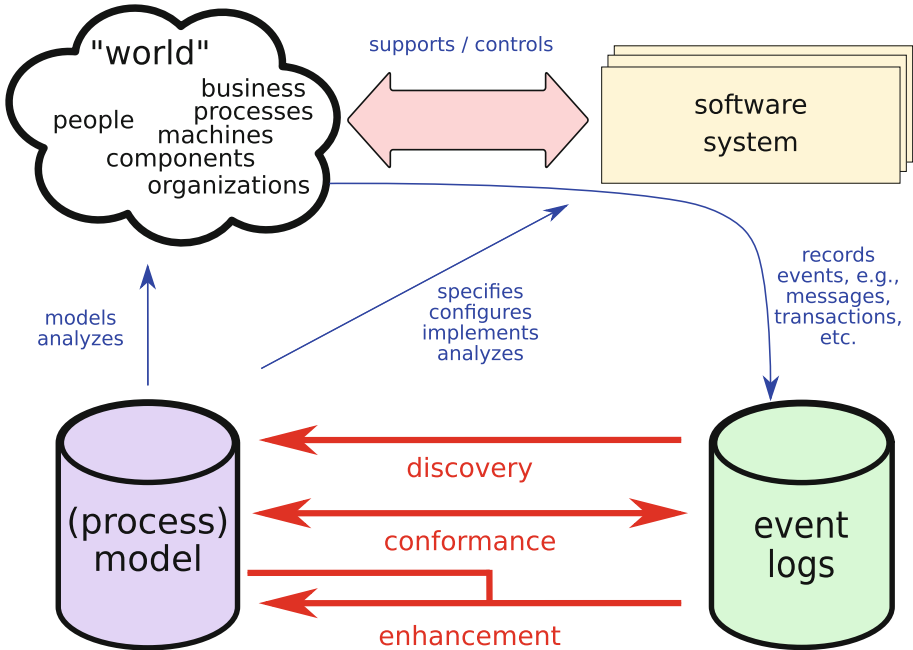 "world"
people
business
processes
machines
components
organizations
supports / controls
software
system
models
analyzes
specifies
configures
implements
analyzes
records
events, e.g.,
messages,
transactions,
etc.
(process)
model
discovery
conformance
enhancement
event
logs